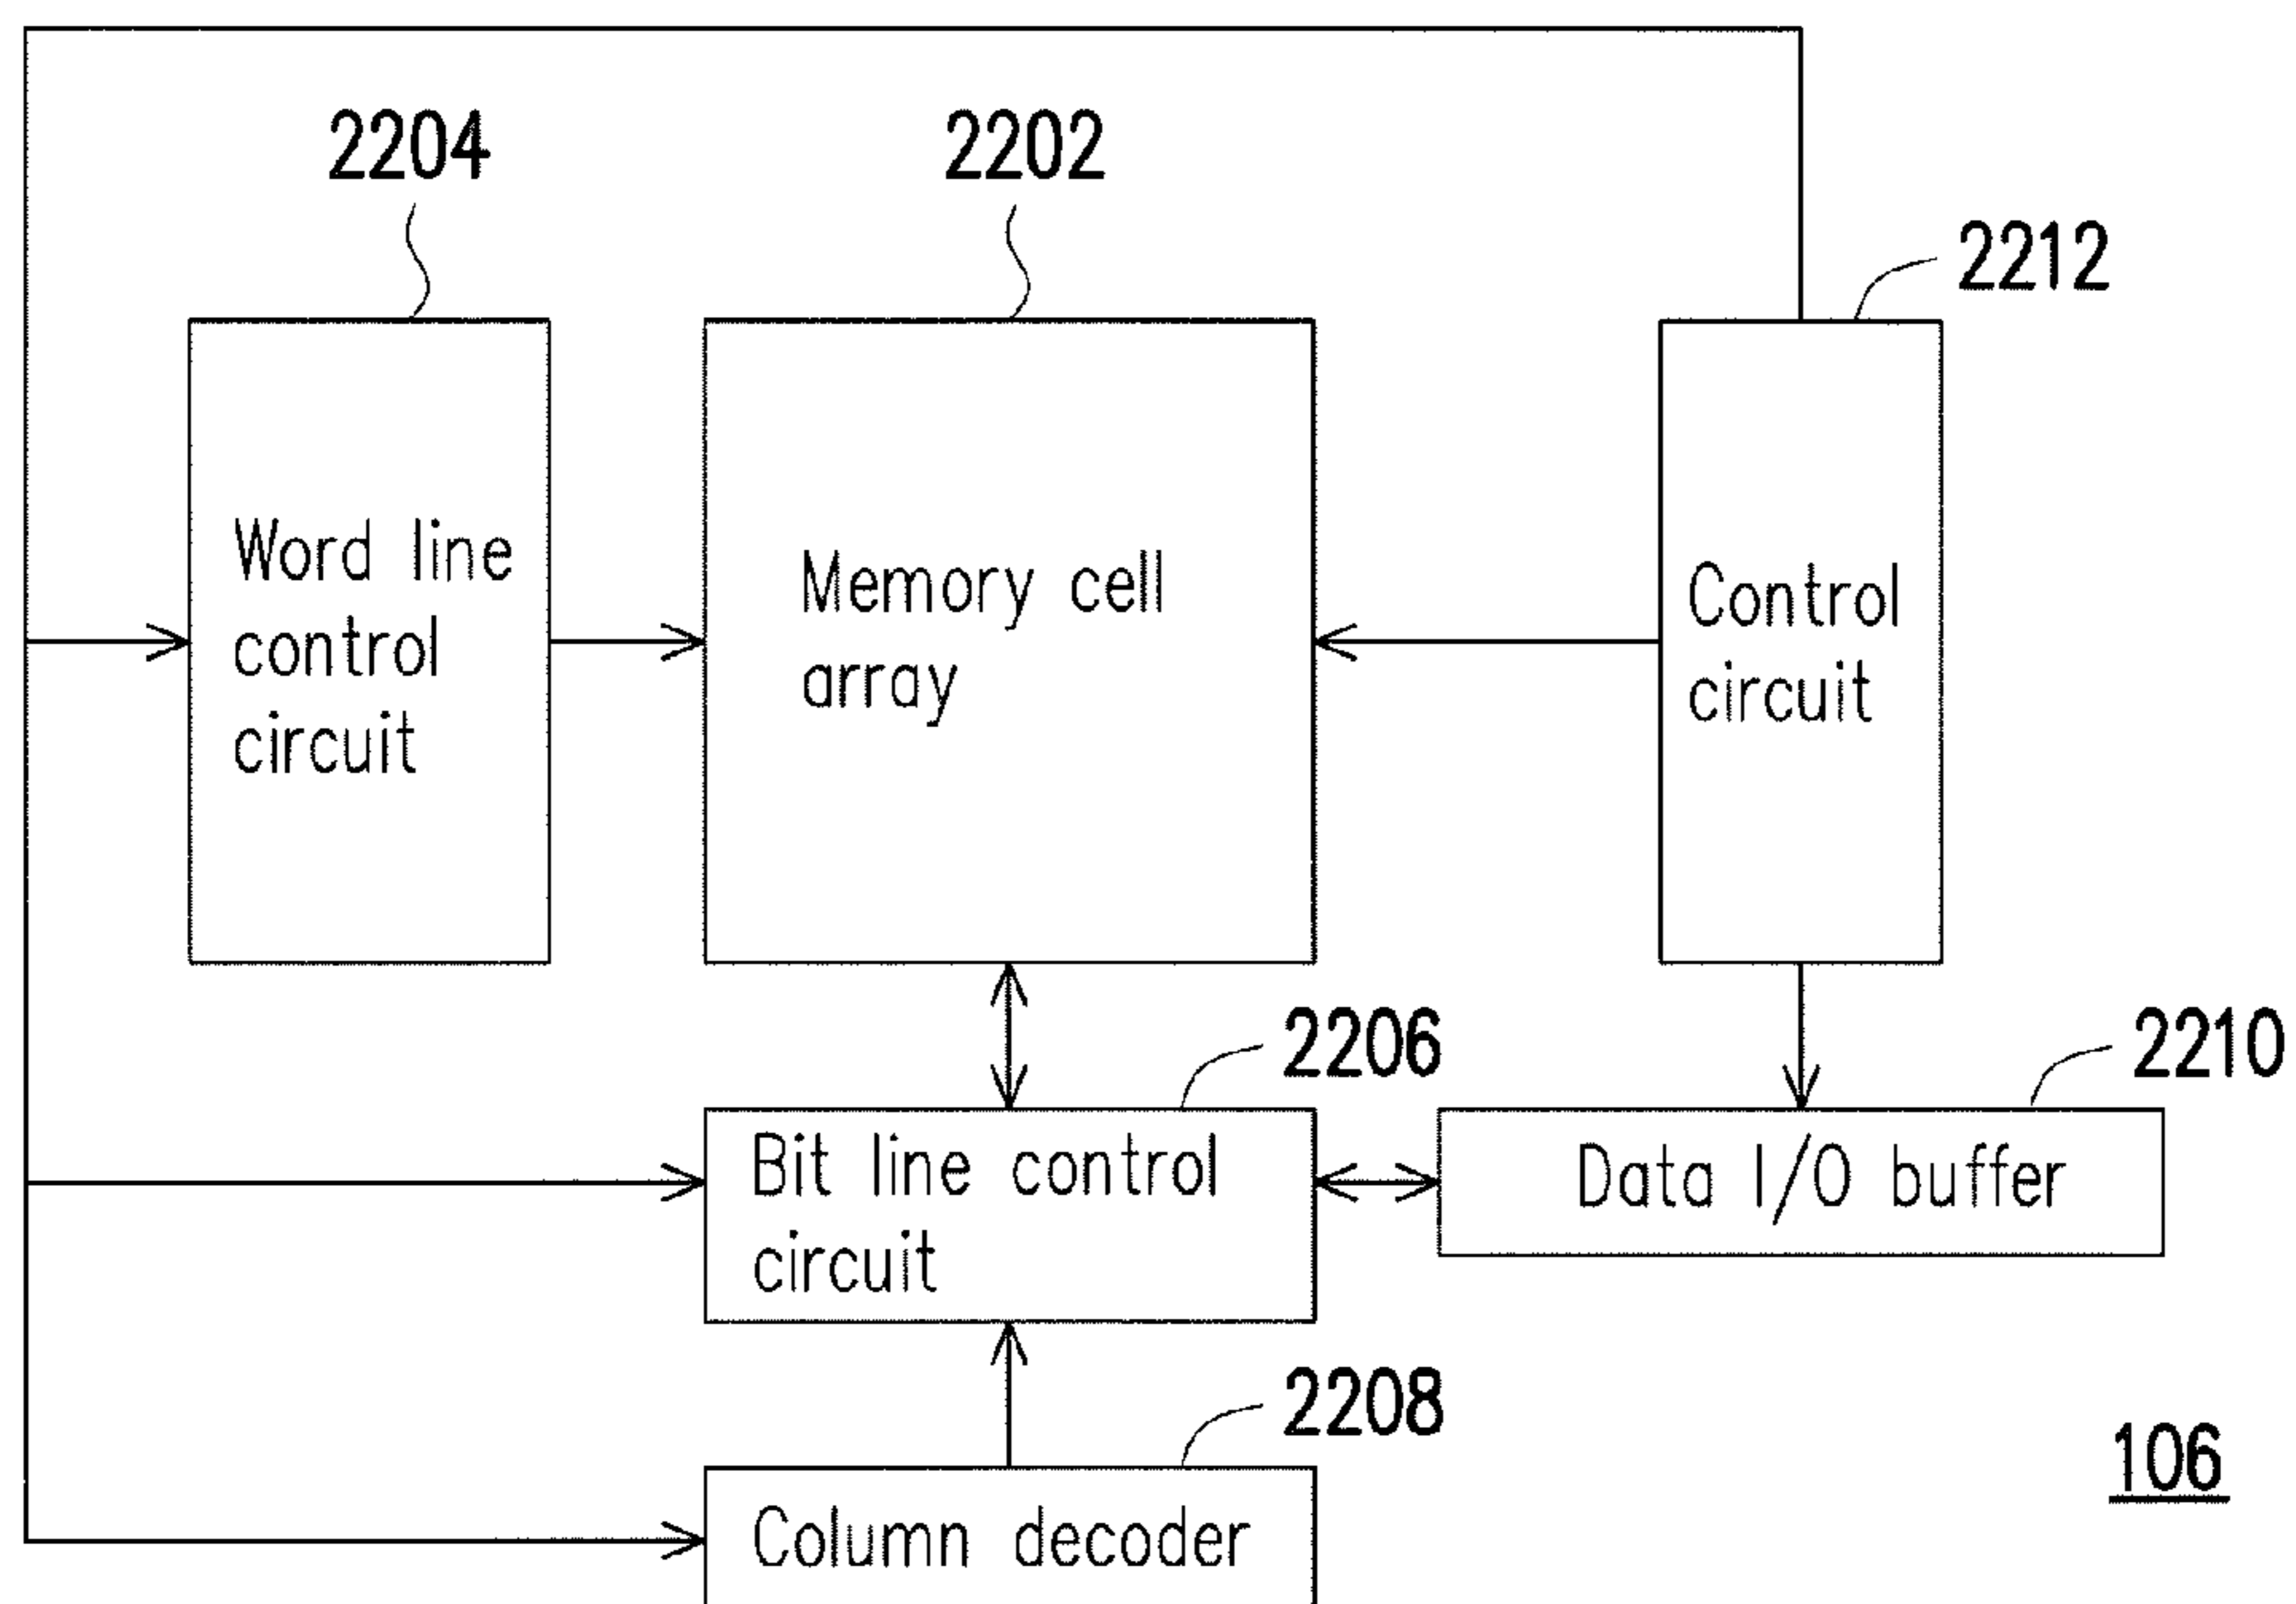 2204
2202
2212
Word line
control
circuit
Memory cell
array
Control
circuit
2206
2210
Bit line control
circuit
Data I/O buffer
2208
106
Column decoder